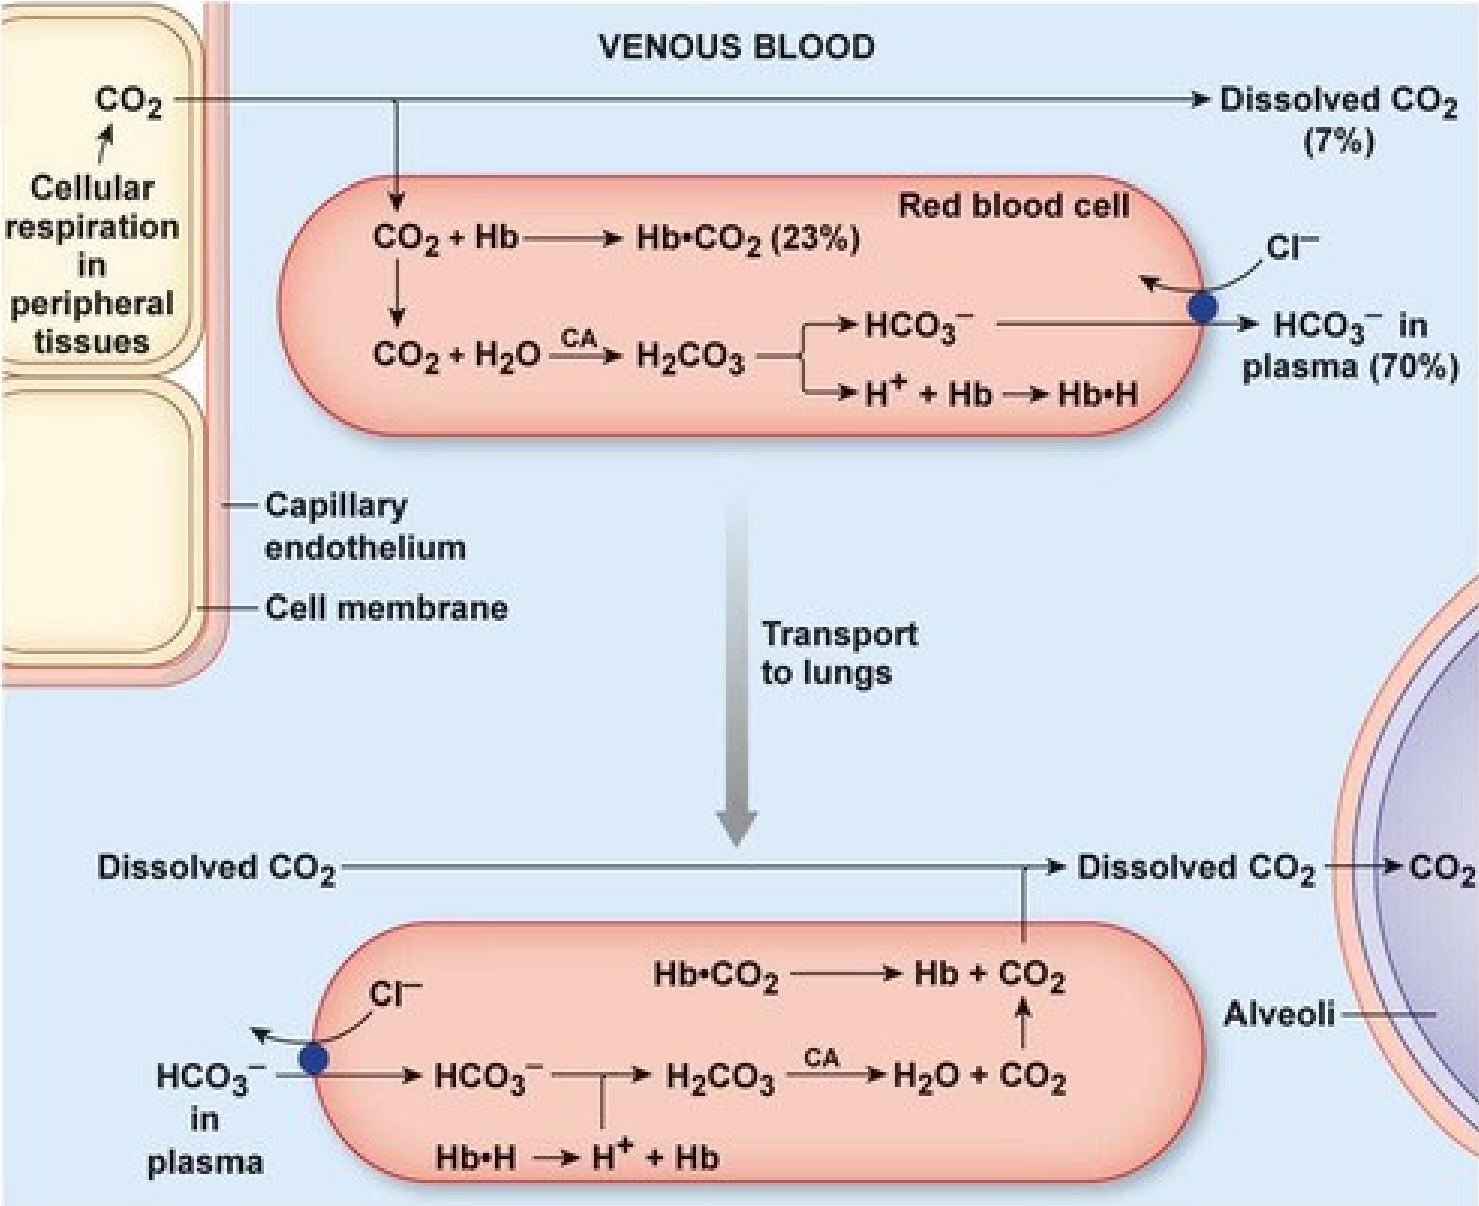 VENOUS BLOOD
CO₂
Dissolved CO₂
(7%)
Cellular
respiration
in
peripheral
tissues
Red blood cell
CO₂ + Hb → Hb•CO₂ (23%)
Cl⁻
CO₂ + H₂O CA → H₂CO₃
HCO₃⁻
H⁺ + Hb → Hb•H
HCO₃⁻ in
plasma (70%)
Capillary
endothelium
Cell membrane
Transport
to lungs
Dissolved CO₂ → Dissolved CO₂ → CO₂
Hb•CO₂ → Hb + CO₂
Cl⁻
Alveoli
HCO₃⁻
in
plasma
HCO₃⁻ → H₂CO₃ CA → H₂O + CO₂
Hb•H → H⁺ + Hb